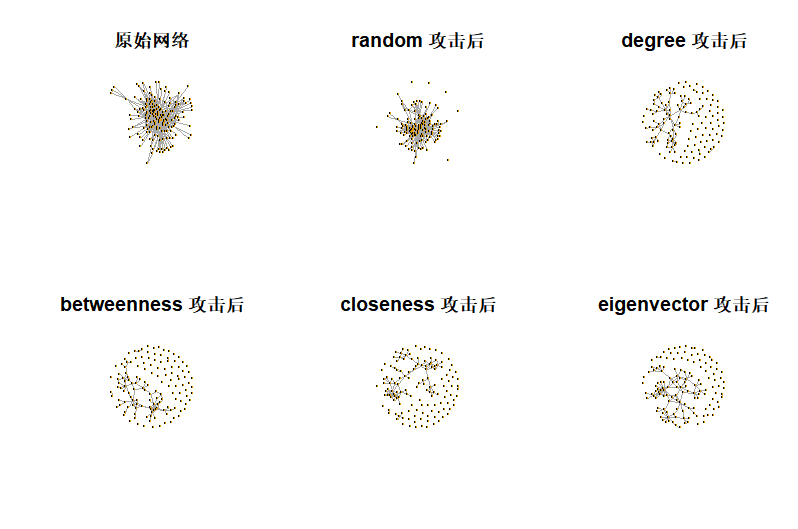 原始网络
random 攻击后
degree 攻击后
betweenness 攻击后
closeness 攻击后
eigenvector 攻击后